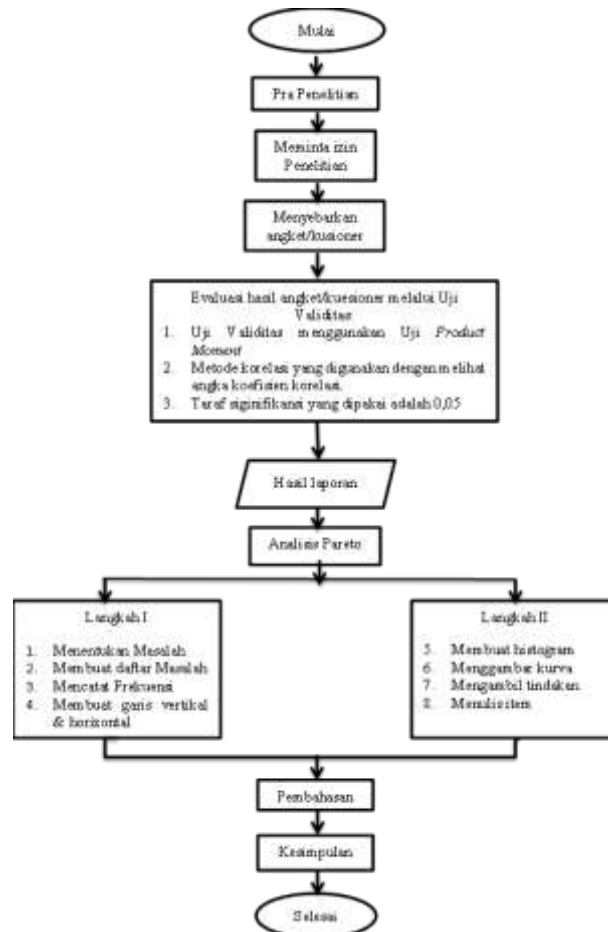 Mulai
Pra Penelitian
Meminta izin
Penelitian
Menyebarkan
angket/kusioner
Evaluasi hasil angket/kuesioner melalui Uji
Validitas
1. Uji Validitas menggunakan Uji Product
Moment
2. Metode korelasi yang digunakan dengan melihat
angka koefisien korelasi.
3. Taraf siginifikansi yang dipakai adalah 0,05
Hasil laporan
Analisis Pareto
Langkah I
1. Menentukan Masalah
2. Membuat daftar Masalah
3. Mencatat Frekuensi
4. Membuat garis vertikal
& horizontal
Langkah II
5. Membuat histogram
6. Menggambar kurva
7. Mengambil tindakan
8. Menulis item
Pembahasan
Kesimpulan
Selesai